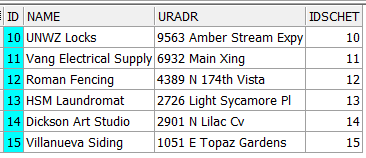 ID NAME URADR IDSCHET
10 UNWZ Locks 9563 Amber Stream Expy 10
11 Vang Electrical Supply 6932 Main Xing 11
12 Roman Fencing 4389 N 174th Vista 12
13 HSM Laundromat 2726 Light Sycamore Pl 13
14 Dickson Art Studio 2901 N Lilac Cv 14
15 Villanueva Siding 1051 E Topaz Gardens 15